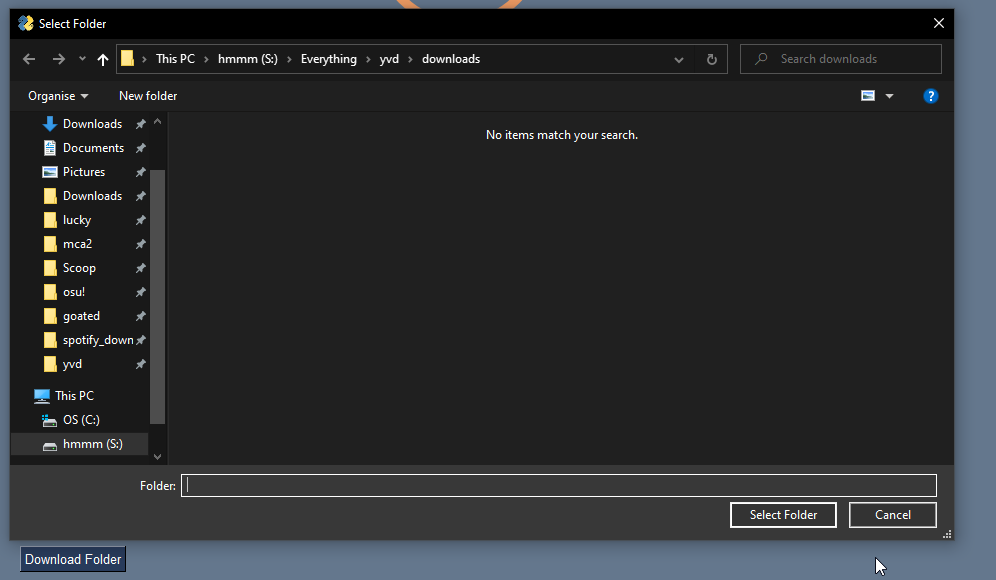 Select Folder
This PC > hmmm (S:) > Everything > yvd > downloads
Search downloads
Organise
New folder
?
Downloads
Documents
Pictures
Downloads
lucky
mca2
Scoop
osu!
goated
spotify_down
yvd
This PC
OS (C:)
hmmm (S:)
No items match your search.
Folder:
Select Folder
Cancel
Download Folder